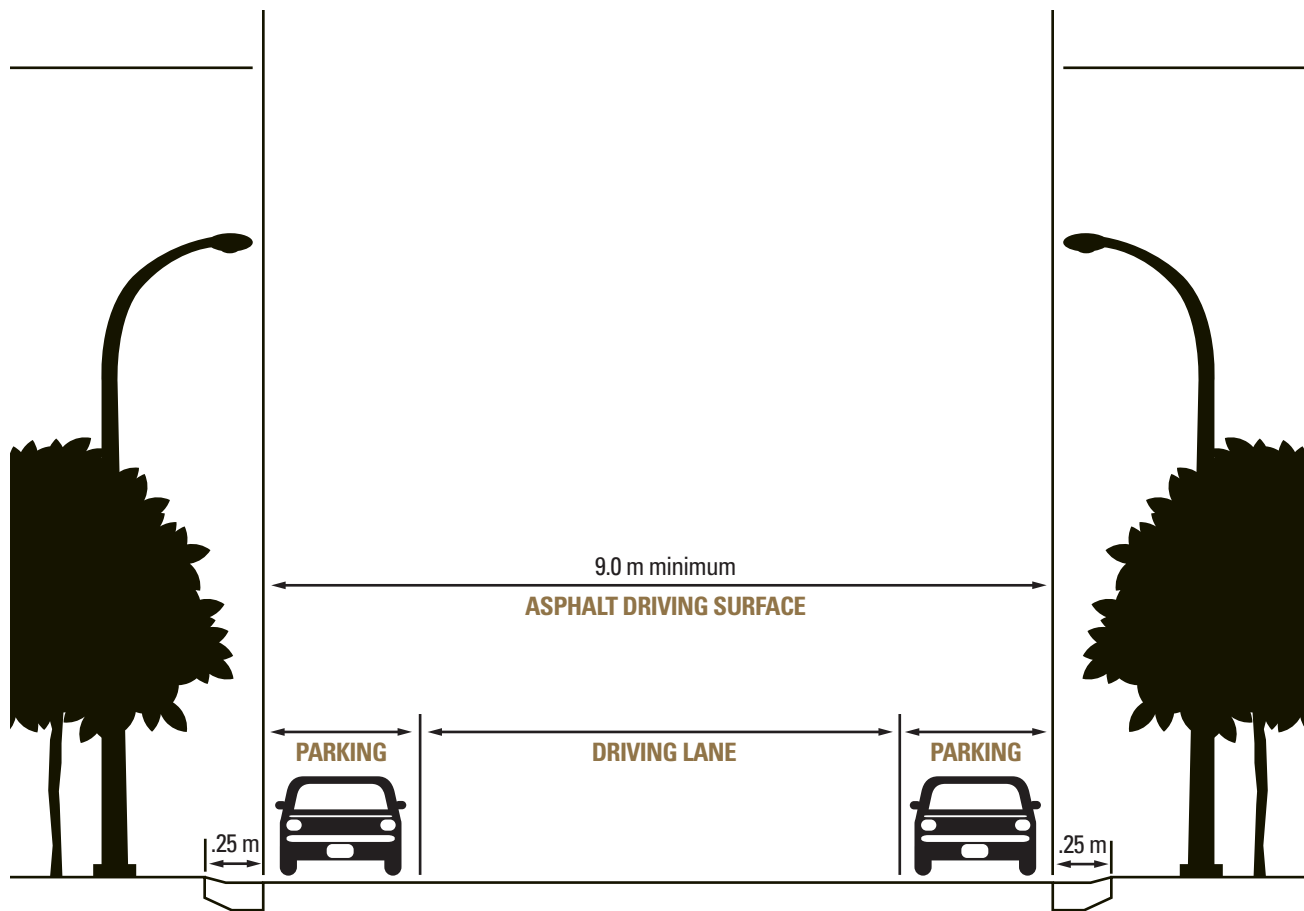 9.0 m minimum
ASPHALT DRIVING SURFACE
PARKING
DRIVING LANE
PARKING
.25 m
.25 m